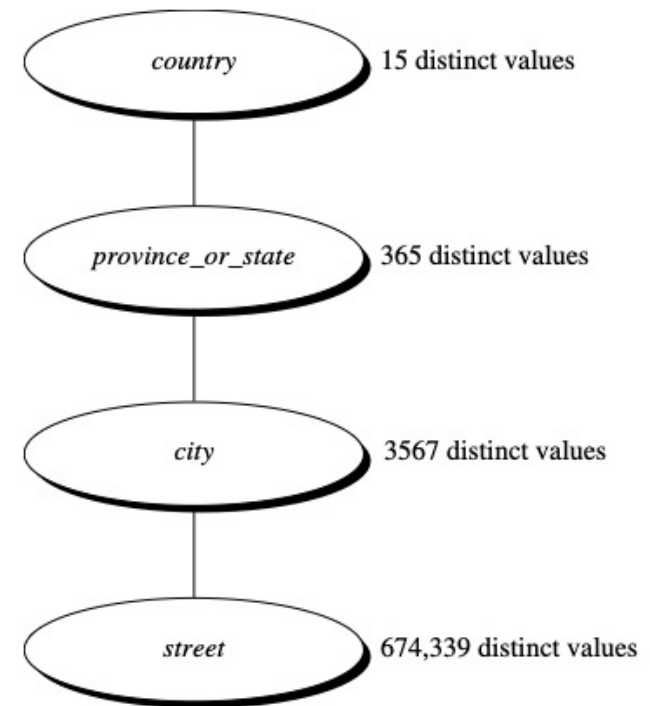 country 15 distinct values
province_or_state 365 distinct values
city 3567 distinct values
street 674,339 distinct values